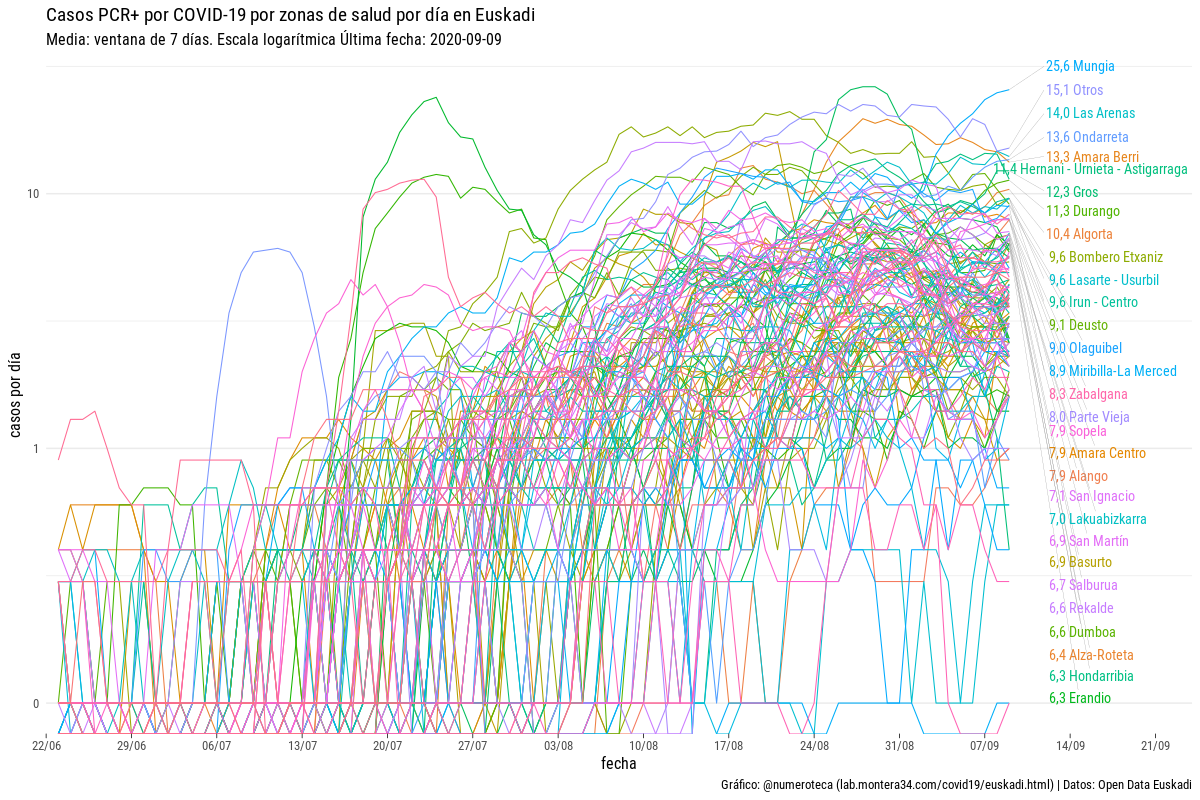 Casos PCR+ por COVID-19 por zonas de salud por día en Euskadi
Media: ventana de 7 días. Escala logarítmica Última fecha: 2020-09-09
25,6 Mungia
15,1 Otros
14,0 Las Arenas
13,6 Ondarreta
13,3 Amara Berri
11,4 Hernani - Urnieta - Astigarraga
12,3 Gros
11,3 Durango
10,4 Algorta
9,6 Bombero Etxaniz
9,6 Lasarte - Usurbil
9,6 Irun - Centro
9,1 Deusto
9,0 Olaguibel
8,9 Miribilla-La Merced
8,3 Zabalgana
8,0 Parte Vieja
7,9 Sopela
7,9 Amara Centro
7,9 Alango
7,1 San Ignacio
7,0 Lakuabizkarra
6,9 San Martín
6,9 Basurto
6,7 Salburua
6,6 Rekalde
6,6 Dumboa
6,4 Alza-Roteta
6,3 Hondarribia
6,3 Erandio
casos por día
10
1
0
22/06 29/06 06/07 13/07 20/07 27/07 03/08 10/08 17/08 24/08 31/08 07/09 14/09 21/09
fecha
Gráfico: @numeroteca (lab.montera34.com/covid19/euskadi.html) | Datos: Open Data Euskadi